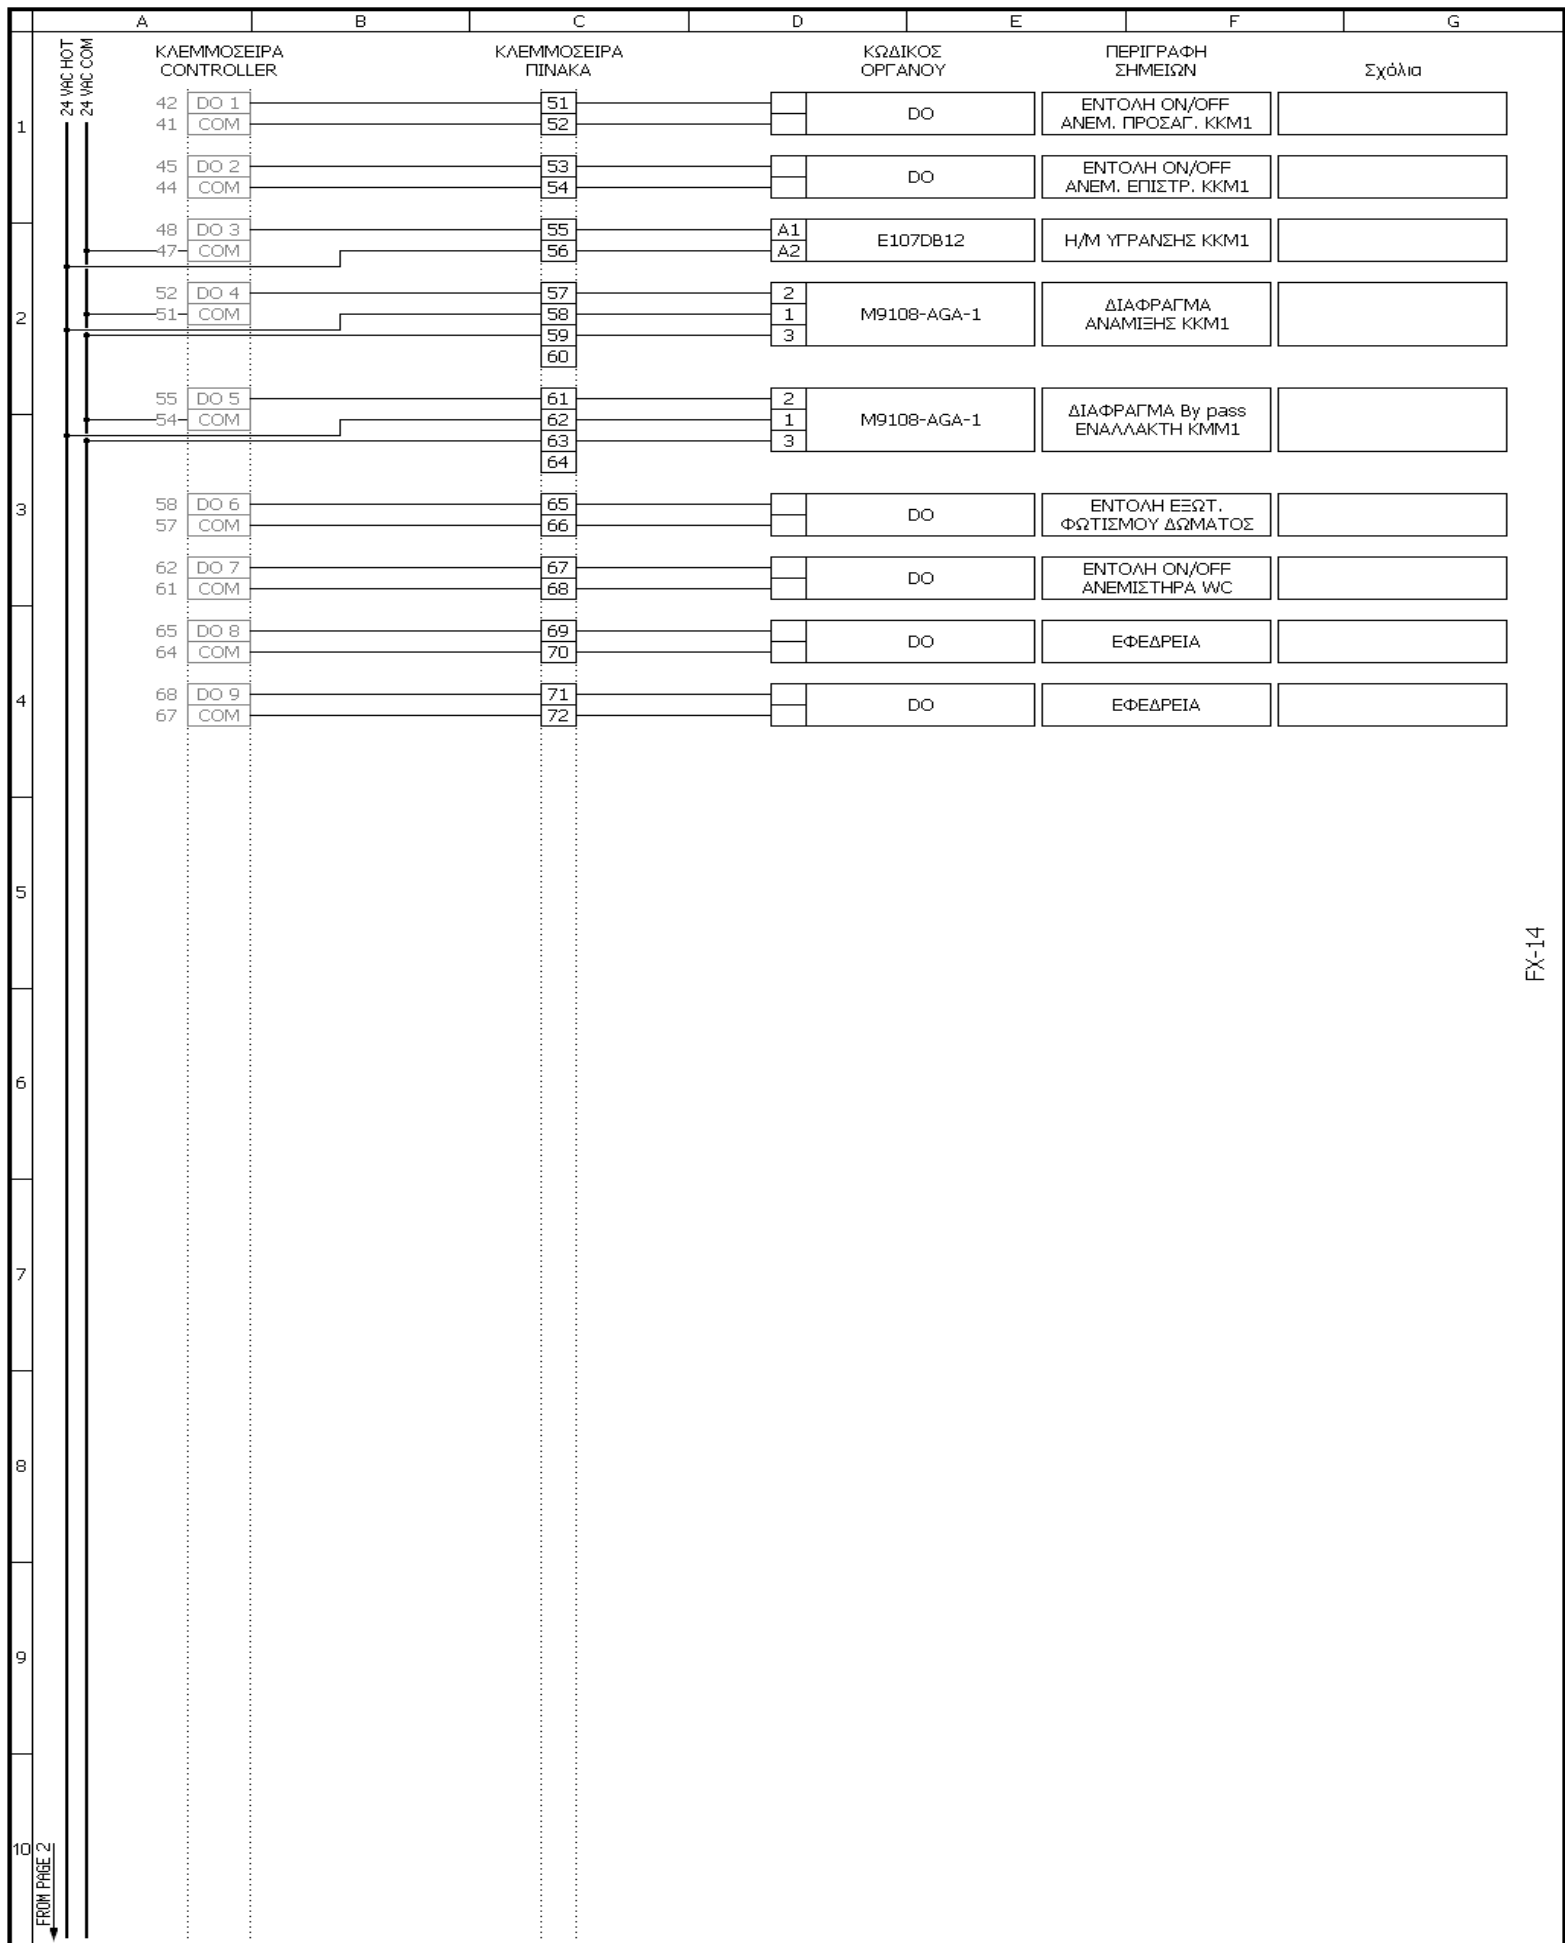 A B C D E F G
24 VAC HOT
24 VAC COM
ΚΛΕΜΜΟΣΕΙΡΑ
CONTROLLER
ΚΛΕΜΜΟΣΕΙΡΑ
ΠΙΝΑΚΑ
ΚΩΔΙΚΟΣ
ΟΡΓΑΝΟΥ
ΠΕΡΙΓΡΑΦΗ
ΣΗΜΕΙΩΝ
Σχόλια
1
42 DO 1 51
41 COM 52
DO
ΕΝΤΟΛΗ ON/OFF
ΑΝΕΜ. ΠΡΟΣΑΓ. ΚΚΜ1
45 DO 2 53
44 COM 54
DO
ΕΝΤΟΛΗ ON/OFF
ΑΝΕΜ. ΕΠΙΣΤΡ. ΚΚΜ1
48 DO 3 55 A1
47 COM 56 A2
E107DB12
Η/Μ ΥΓΡΑΝΣΗΣ ΚΚΜ1
2
52 DO 4 57 2
51 COM 58 1
59 3
60
M9108-AGA-1
ΔΙΑΦΡΑΓΜΑ
ΑΝΑΜΙΞΗΣ ΚΚΜ1
55 DO 5 61 2
54 COM 62 1
63 3
64
M9108-AGA-1
ΔΙΑΦΡΑΓΜΑ By pass
ΕΝΑΛΛΑΚΤΗ ΚΜΜ1
3
58 DO 6 65
57 COM 66
DO
ΕΝΤΟΛΗ ΕΞΩΤ.
ΦΩΤΙΣΜΟΥ ΔΩΜΑΤΟΣ
62 DO 7 67
61 COM 68
DO
ΕΝΤΟΛΗ ON/OFF
ΑΝΕΜΙΣΤΗΡΑ WC
65 DO 8 69
64 COM 70
DO
ΕΦΕΔΡΕΙΑ
4
68 DO 9 71
67 COM 72
DO
ΕΦΕΔΡΕΙΑ
5
FX-14
6
7
8
9
10
FROM PAGE 2